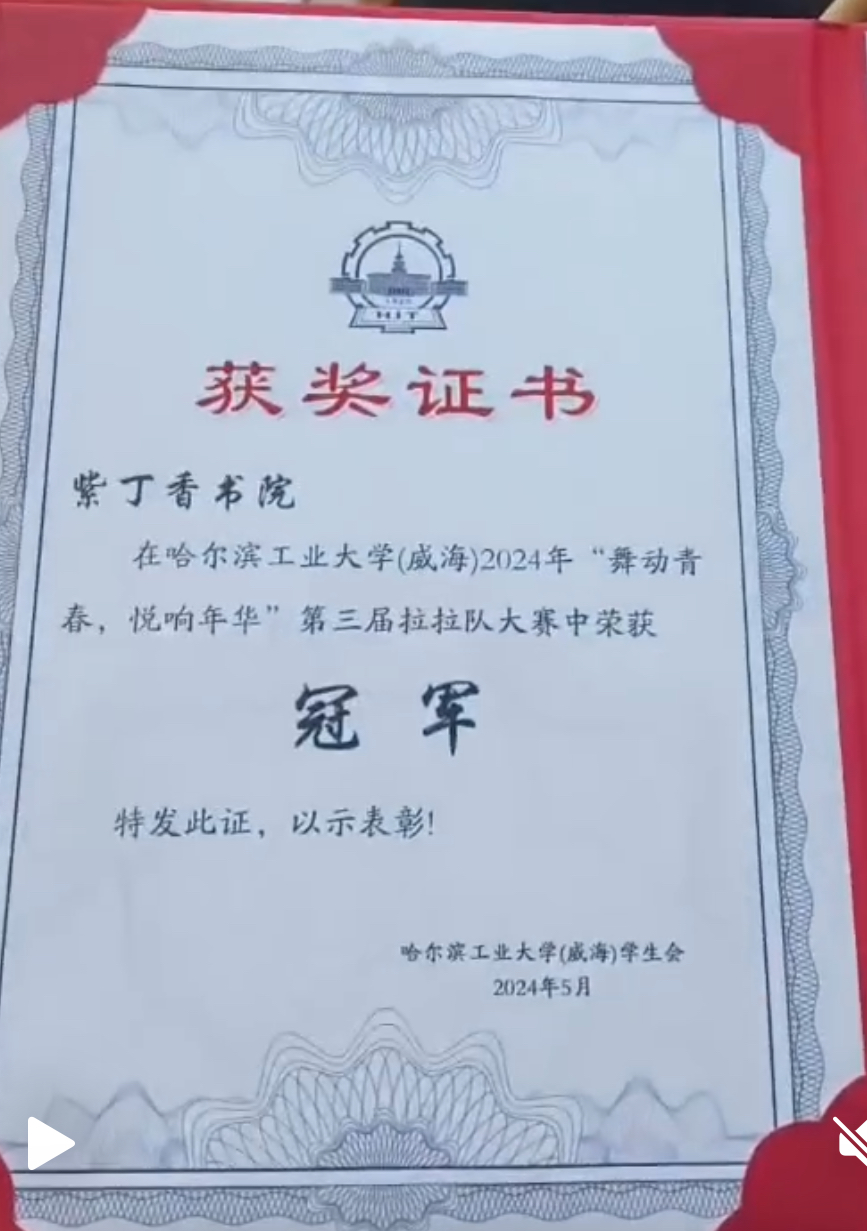 1920
HIT
获奖证书
紫丁香书院
在哈尔滨工业大学(威海)2024年“舞动青
春，悦响年华”第三届拉拉队大赛中荣获
冠军
特发此证，以示表彰!
哈尔滨工业大学(威海)学生会
2024年5月